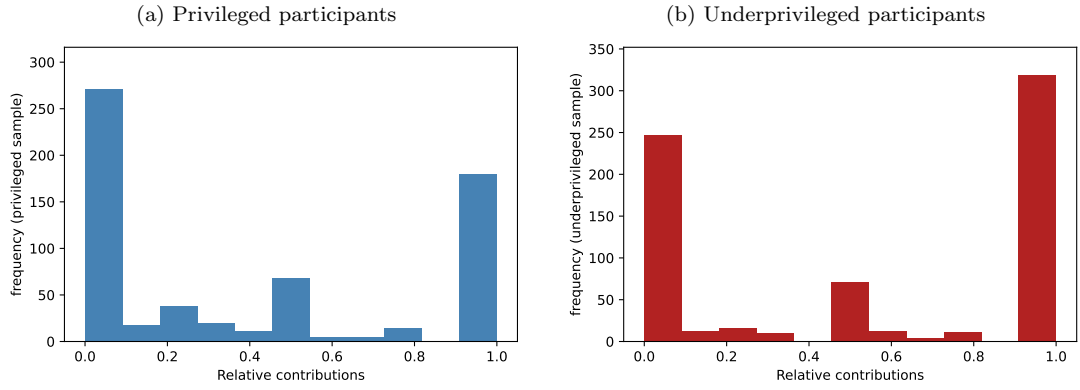 (a) Privileged participants
frequency (privileged sample)
300
250
200
150
100
50
0
0.0 0.2 0.4 0.6 0.8 1.0
Relative contributions
(b) Underprivileged participants
frequency (underprivileged sample)
350
300
250
200
150
100
50
0
0.0 0.2 0.4 0.6 0.8 1.0
Relative contributions